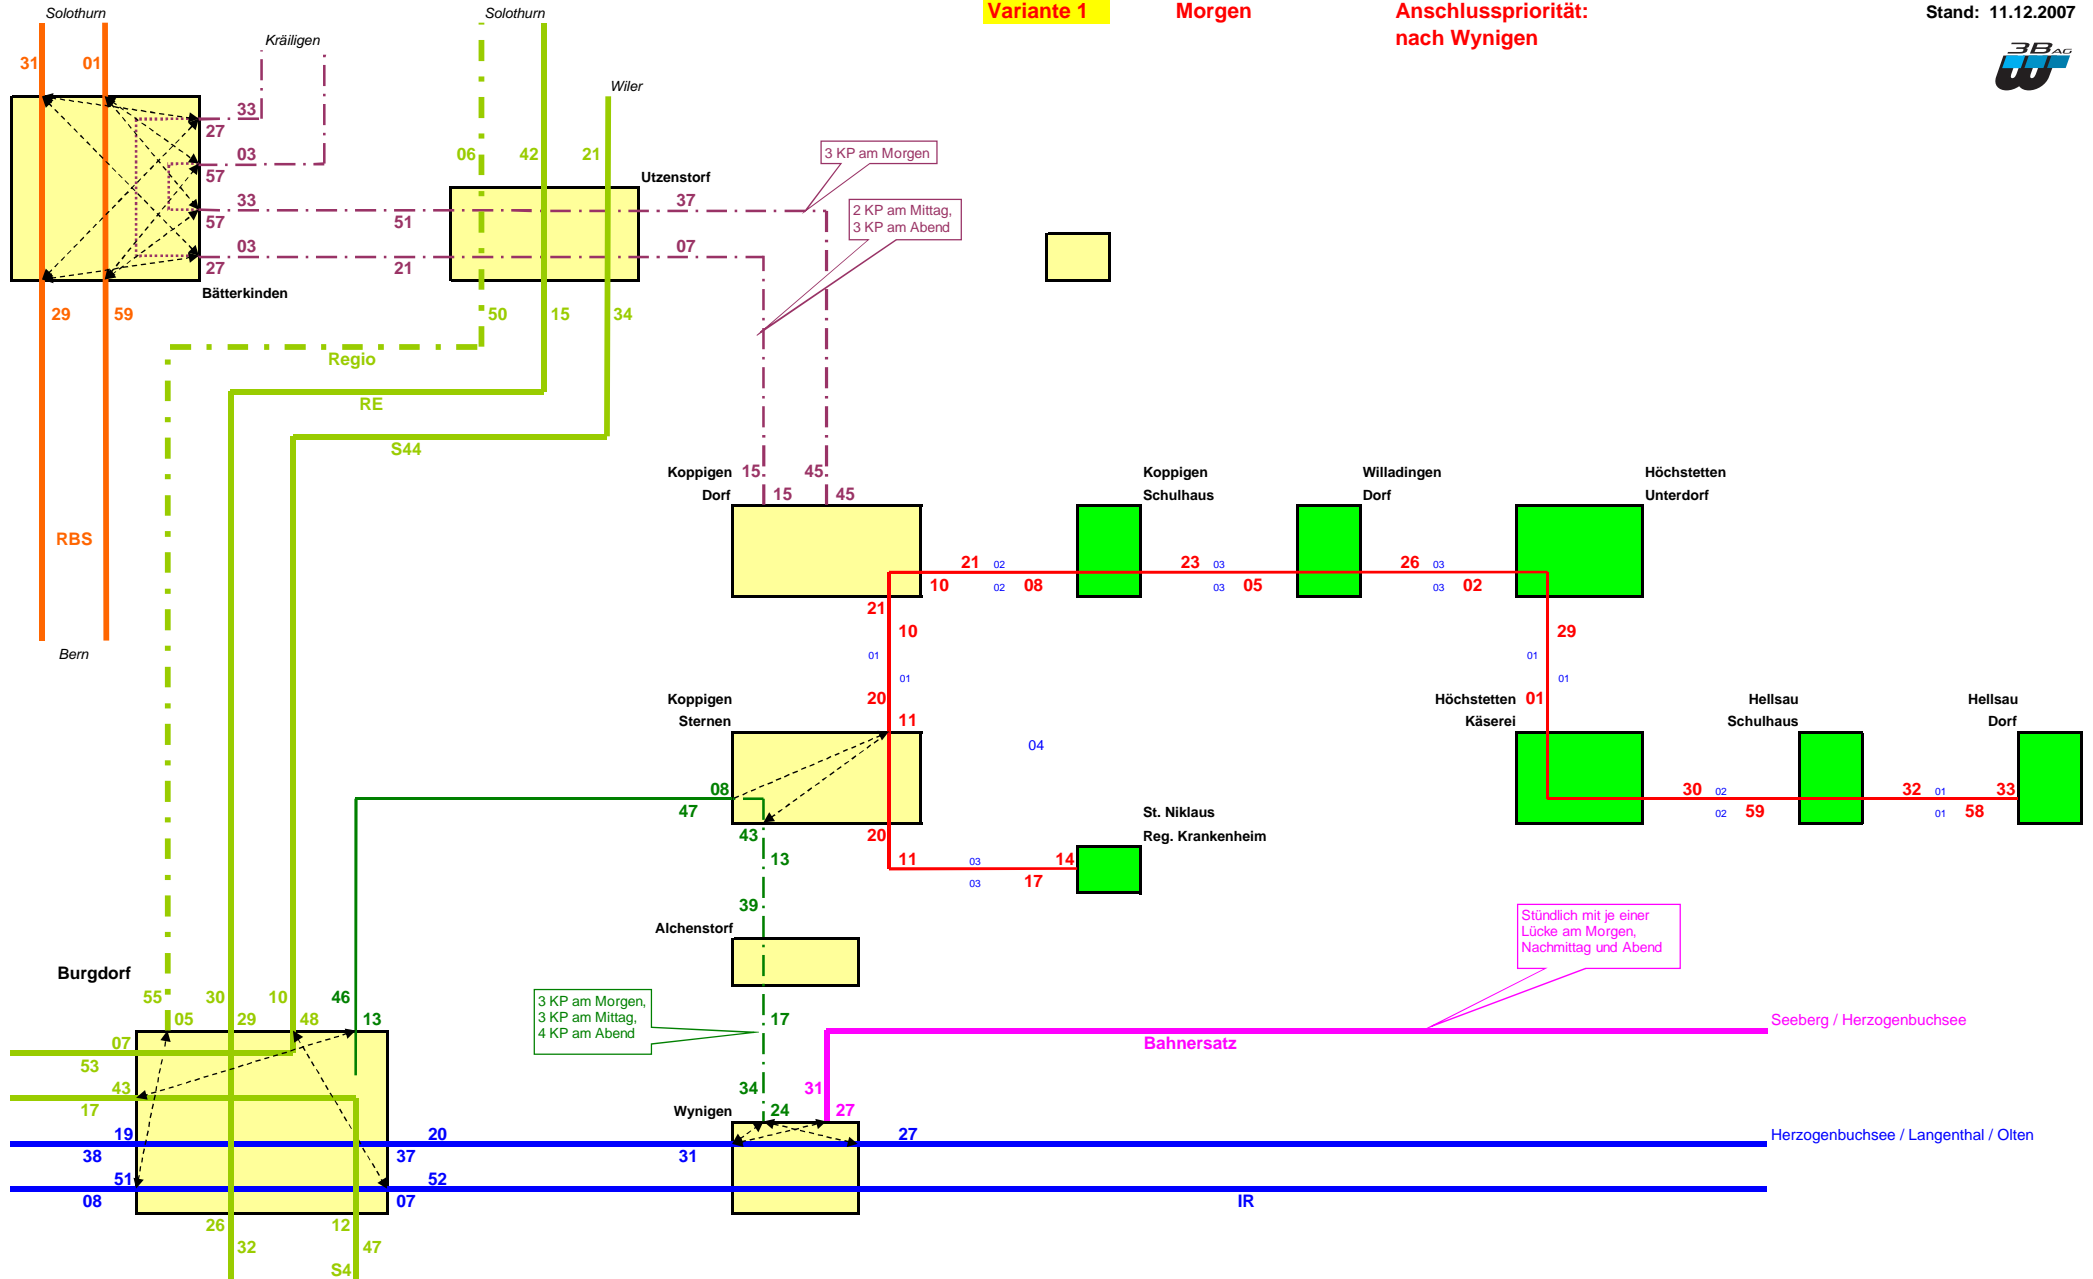 Variante 1 Morgen Anschlusspriorität: Stand: 11.12.2007
nach Wynigen
3B AG
Solothurn Solothurn
Kräiligen
31 01
Wiler
33
27
03
57
33
57
51
03
27
21
Bätterkinden
06 42 21
Utzenstorf
37
07
3 KP am Morgen
2 KP am Mittag,
3 KP am Abend
29 59
50 15 34
Regio
RE
S44
RBS
Bern
Koppigen 15 45
Dorf 15 45
Koppigen
Schulhaus
Willadingen
Dorf
Höchstetten
Unterdorf
21 02 23 03 26 03
10 02 08 03 05 03 02
21
10
01
01
20
11
29
01
01
01
Koppigen
Sternen
04
Höchstetten
Käserei
Hellsau
Schulhaus
Hellsau
Dorf
08
47
43
13
20
11 03 14
03 17
St. Niklaus
Reg. Krankenheim
30 02 32 01 33
02 59 01 58
39
Alchenstorf
17
Stündlich mit je einer
Lücke am Morgen,
Nachmittag und Abend
3 KP am Morgen,
3 KP am Mittag,
4 KP am Abend
Burgdorf
55 30 10 46
05 29 48 13
07
53
43
17
19 20
38 37
51 52
08 07
26 12
32 47
S4
34 31
Wynigen 24 27
31 27
Bahnersatz
Seeberg / Herzogenbuchsee
Herzogenbuchsee / Langenthal / Olten
IR